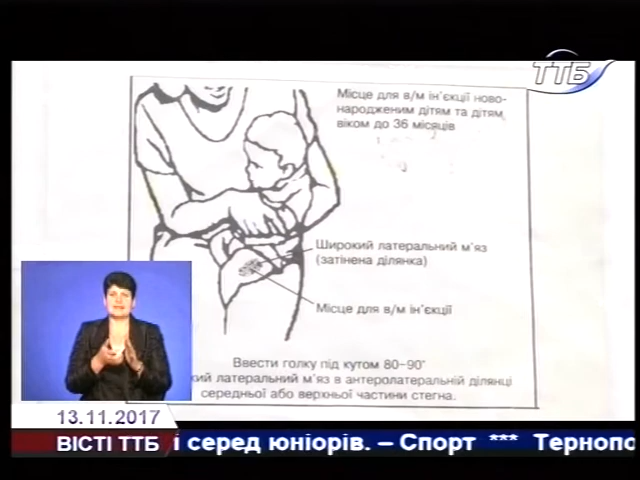 ТТБ
Місце для в/м ін'єкції ново-
народженим дітям та дітям
віком до 36 місяців
Широкий латеральний м'яз
(затінена ділянка)
Місце для в/м ін'єкції
Ввести голку під кутом 80–90°
кий латеральний м'яз в антеролатеральній ділянці
середньої або верхньої частини стегна.
13.11.2017
ВІСТІ ТТБ
і серед юніорів. – Спорт *** Терноп